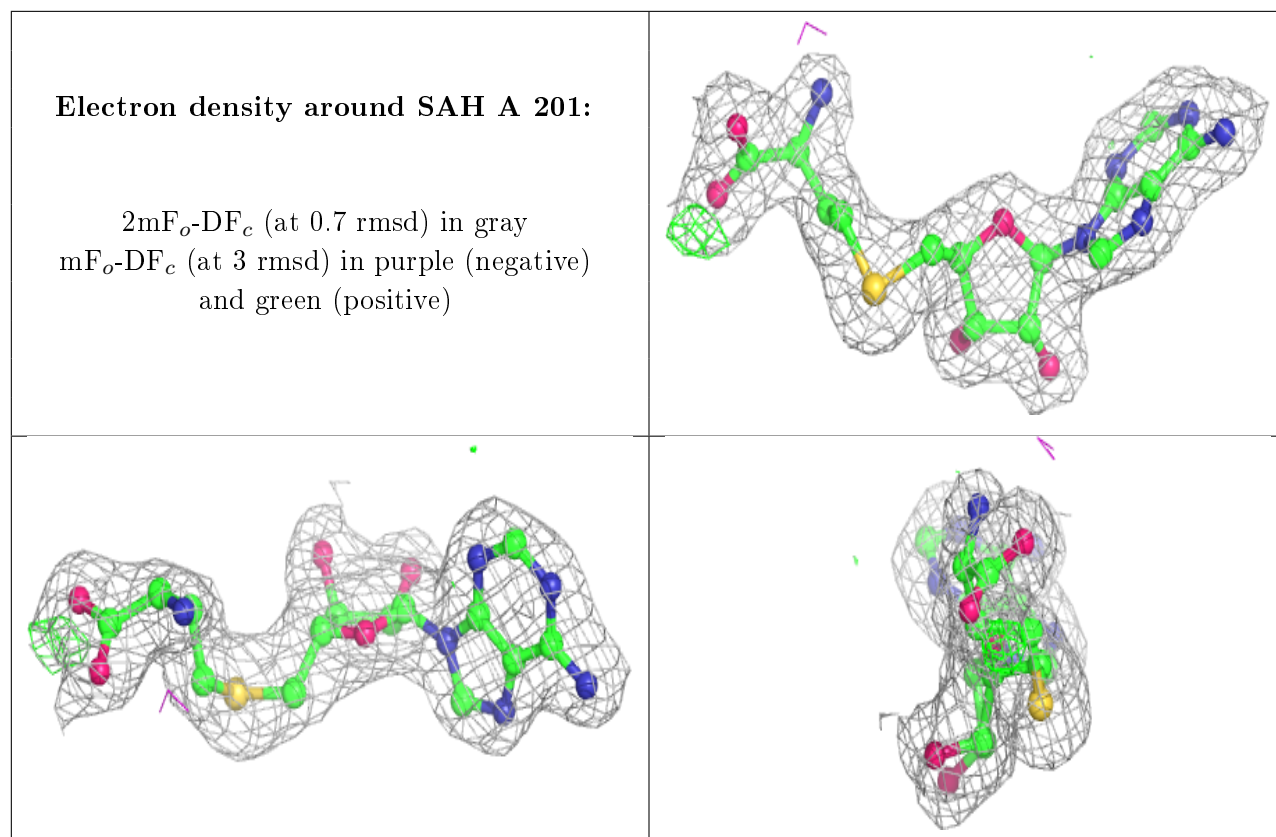 Electron density around SAH A 201:
2mFₒ-DF𝒸 (at 0.7 rmsd) in gray
mFₒ-DF𝒸 (at 3 rmsd) in purple (negative)
and green (positive)